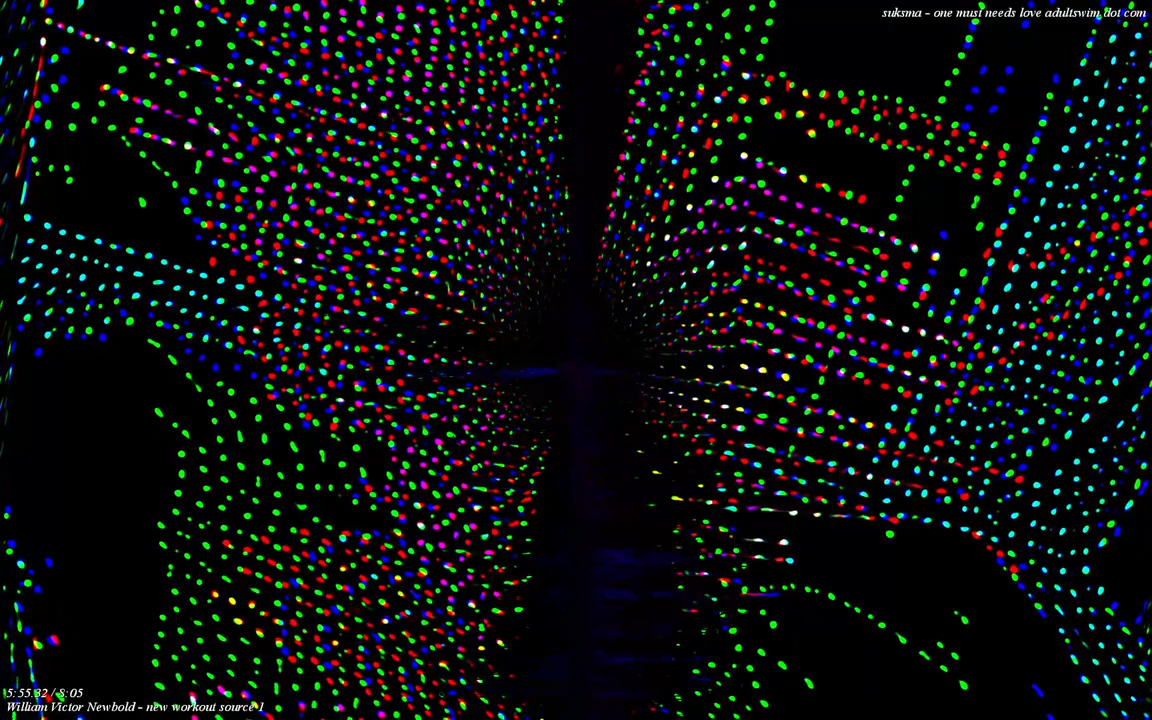 suksma - one must needs love adultswim dot com
5:55.32 / 8:05
William Victor Newbold - new workout source 1